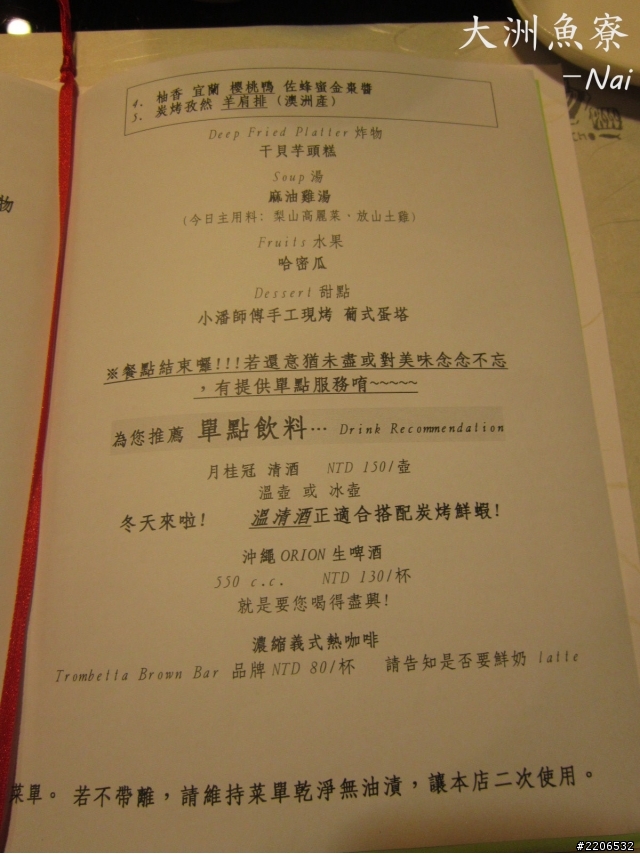 大洲魚寮
-Nai
4. 柚香 宜蘭 櫻桃鴨 佐蜂蜜金棗醬
5. 炭烤孜然 羊肩排 (澳洲產)
Deep Fried Platter 炸物
干貝芋頭糕
Soup 湯
麻油雞湯
(今日主用料: 梨山高麗菜、放山土雞)
Fruits 水果
哈密瓜
Dessert 甜點
小潘師傅手工現烤 葡式蛋塔
※餐點結束囉!!!若還意猶未盡或對美味念念不忘
，有提供單點服務唷~~~~~
為您推薦 單點飲料… Drink Recommendation
月桂冠 清酒 NTD 150/壺
溫壺 或 冰壺
冬天來啦! 溫清酒正適合搭配炭烤鮮蝦!
沖繩 ORION 生啤酒
550 c.c. NTD 130/杯
就是要您喝得盡興!
濃縮義式熱咖啡
Trombetta Brown Bar 品牌 NTD 80/杯 請告知是否要鮮奶 latte
菜單。若不帶離，請維持菜單乾淨無油漬，讓本店二次使用。
物
#2206532